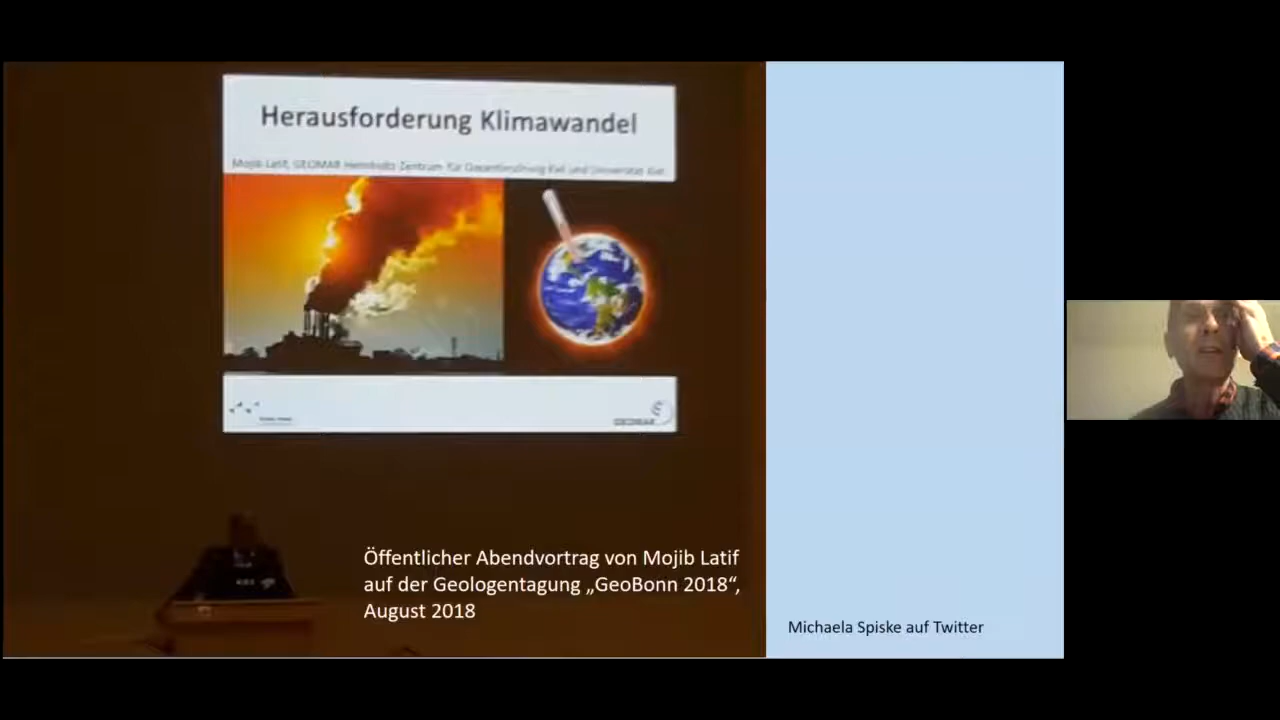 Herausforderung Klimawandel
Mojib Latif, GEOMAR Helmholtz Zentrum für Ozeanforschung Kiel und Universität Kiel
GEOMAR
Öffentlicher Abendvortrag von Mojib Latif
auf der Geologentagung „GeoBonn 2018“,
August 2018
Michaela Spiske auf Twitter